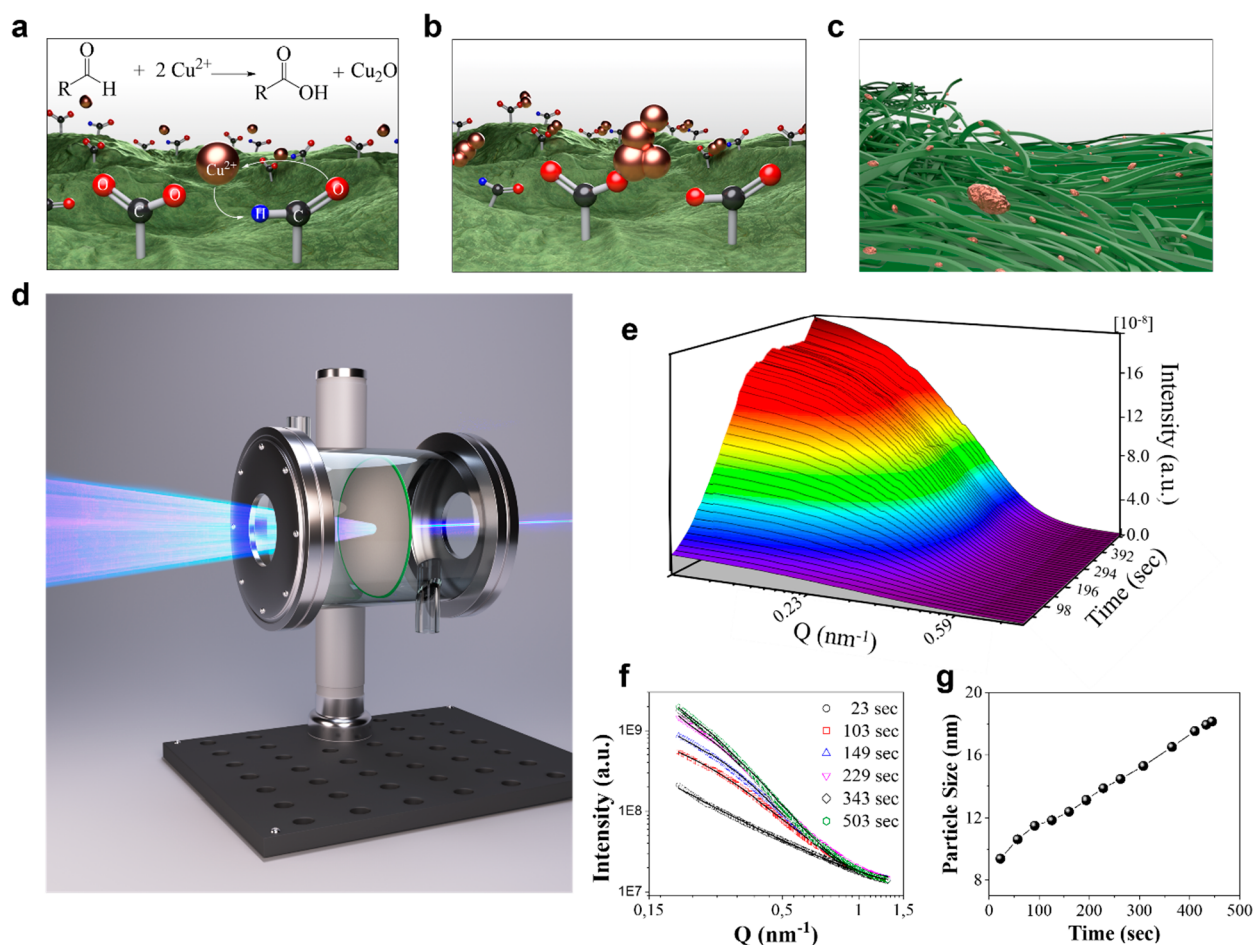 a
b
c
O
R H + 2 Cu²⁺ ⟶ O R OH + Cu₂O
Cu²⁺
O O C
H C O
d
e
[10⁻⁸]
16
12
8.0
4.0
0.0
Intensity (a.u.)
392
294
196
98
Time (sec)
0.23
0.59
Q (nm⁻¹)
f
1E9
1E8
1E7
Intensity (a.u.)
23 sec
103 sec
149 sec
229 sec
343 sec
503 sec
0,15 0,5 1 1,5
Q (nm⁻¹)
g
20
16
12
8
Particle Size (nm)
0 100 200 300 400 500
Time (sec)